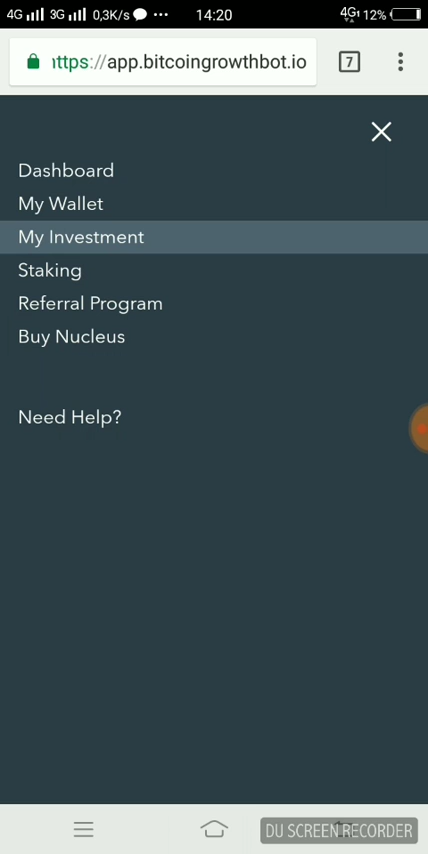 4G 3G 0,3K/s 14:20 4G 12%
https://app.bitcoingrowthbot.io 7
Dashboard
My Wallet
My Investment
Staking
Referral Program
Buy Nucleus
Need Help?
DU SCREEN RECORDER